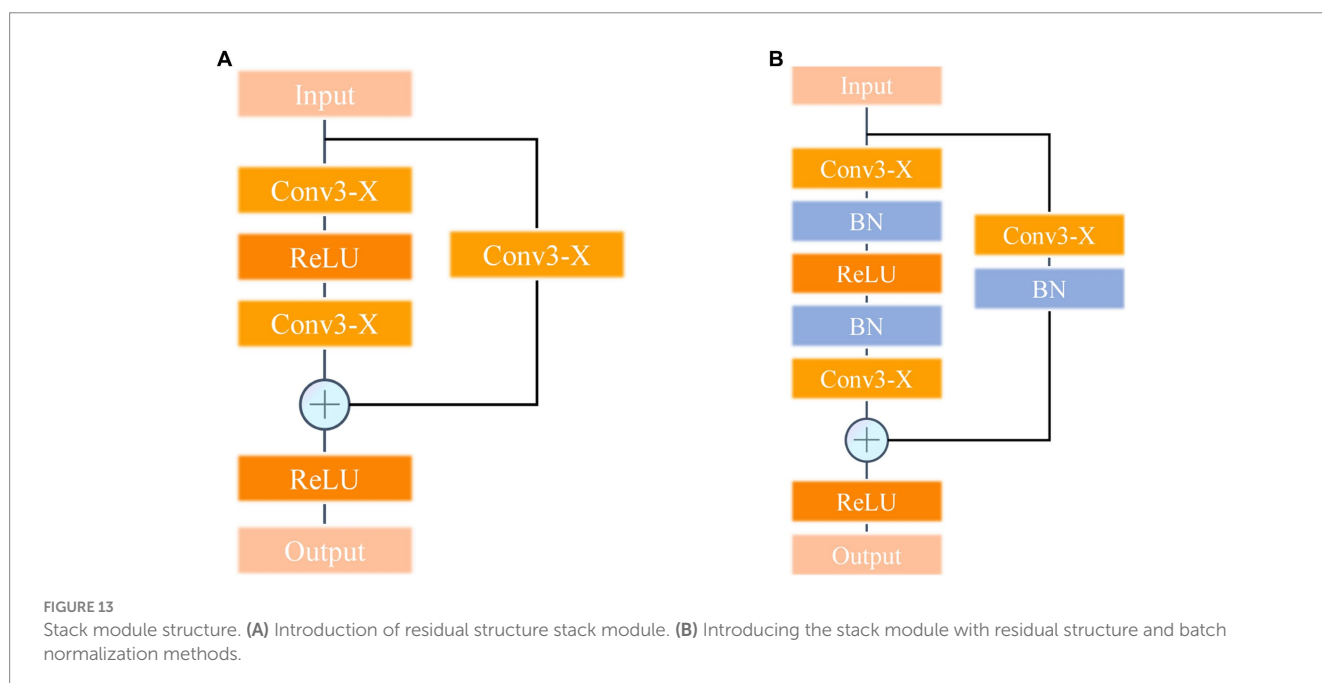 A
Input
Conv3-X
ReLU
Conv3-X
Conv3-X
ReLU
Output
B
Input
Conv3-X
BN
ReLU
BN
Conv3-X
Conv3-X
BN
ReLU
Output
FIGURE 13
Stack module structure. (A) Introduction of residual structure stack module. (B) Introducing the stack module with residual structure and batch
normalization methods.